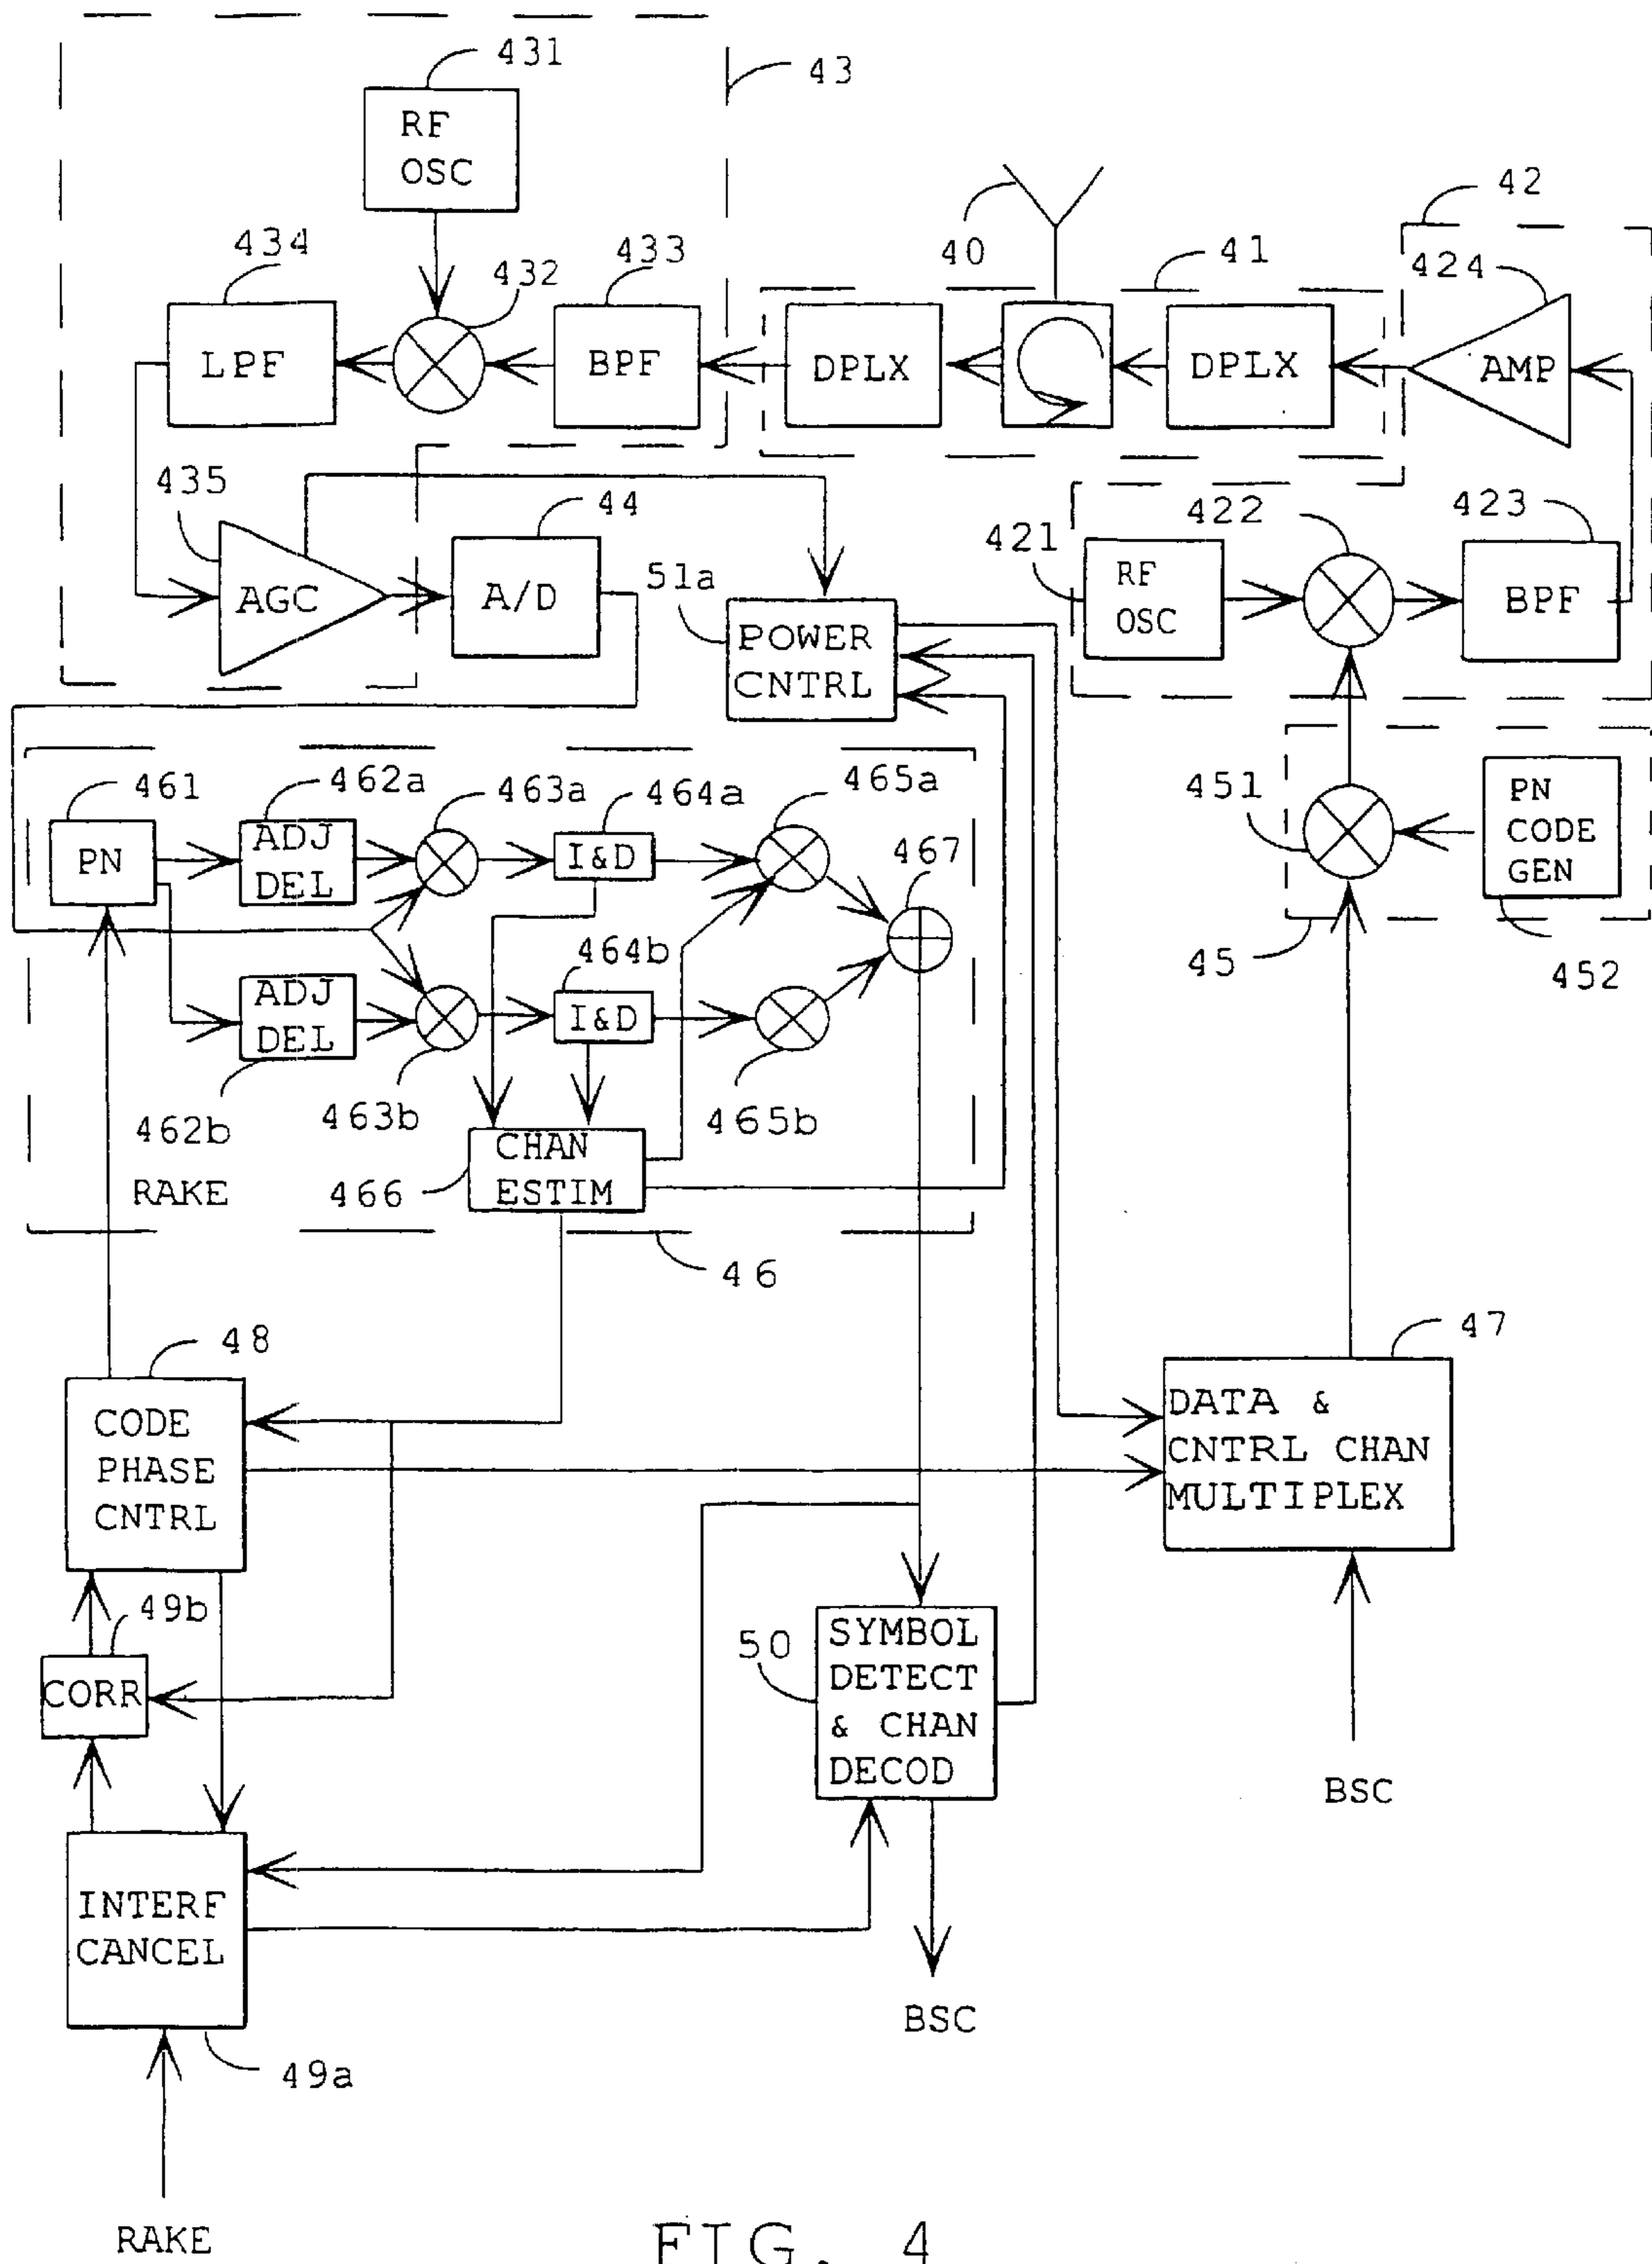 431
43
RF
OSC
42
434
432
433
40
41
424
LPF
BPF
DPLX
DPLX
AMP
435
44
422
423
421
51a
AGC
A/D
RF
OSC
BPF
POWER
CNTRL
461
462a
463a
464a
465a
451
PN
CODE
GEN
PN
ADJ
DEL
I&D
467
464b
45
452
ADJ
DEL
I&D
462b
463b
465b
RAKE
466
CHAN
ESTIM
46
48
47
CODE
PHASE
CNTRL
DATA &
CNTRL CHAN
MULTIPLEX
49b
50
SYMBOL
DETECT
& CHAN
DECOD
CORR
BSC
INTERF
CANCEL
BSC
49a
RAKE
FIG. 4